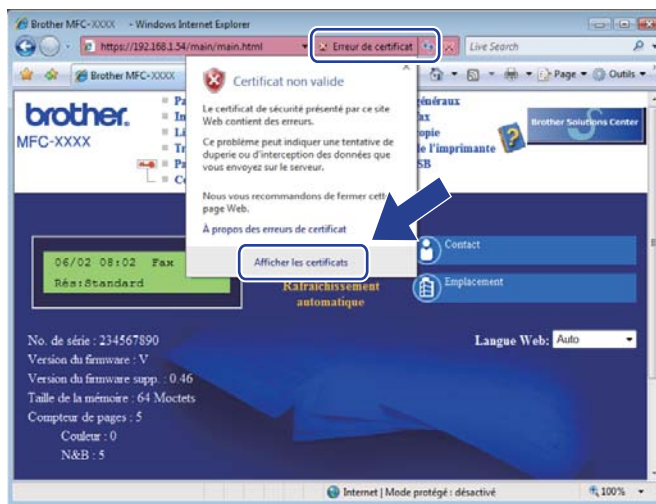 Brother MFC-XXXX - Windows Internet Explorer
https://192.168.1.54/main/main.html
Erreur de certificat
Live Search
Brother MFC-XXXX
Page
Outils
Certificat non valide
Le certificat de sécurité présenté par ce site
Web contient des erreurs.
Ce problème peut indiquer une tentative de
duperie ou d'interception des données que
vous envoyez sur le serveur.
Nous vous recommandons de fermer cette
page Web.
À propos des erreurs de certificat
Afficher les certificats
brother.
MFC-XXXX
Brother Solutions Center
de l'imprimante
06/02 08:02 Fax
Rés:Standard
Rafraîchissement
automatique
Contact
Emplacement
No. de série : 234567890
Version du firmware : V
Version du firmware supp. : 0.46
Taille de la mémoire : 64 Moctets
Compteur de pages : 5
Couleur : 0
N&B : 5
Langue Web: Auto
Internet | Mode protégé : désactivé
100%